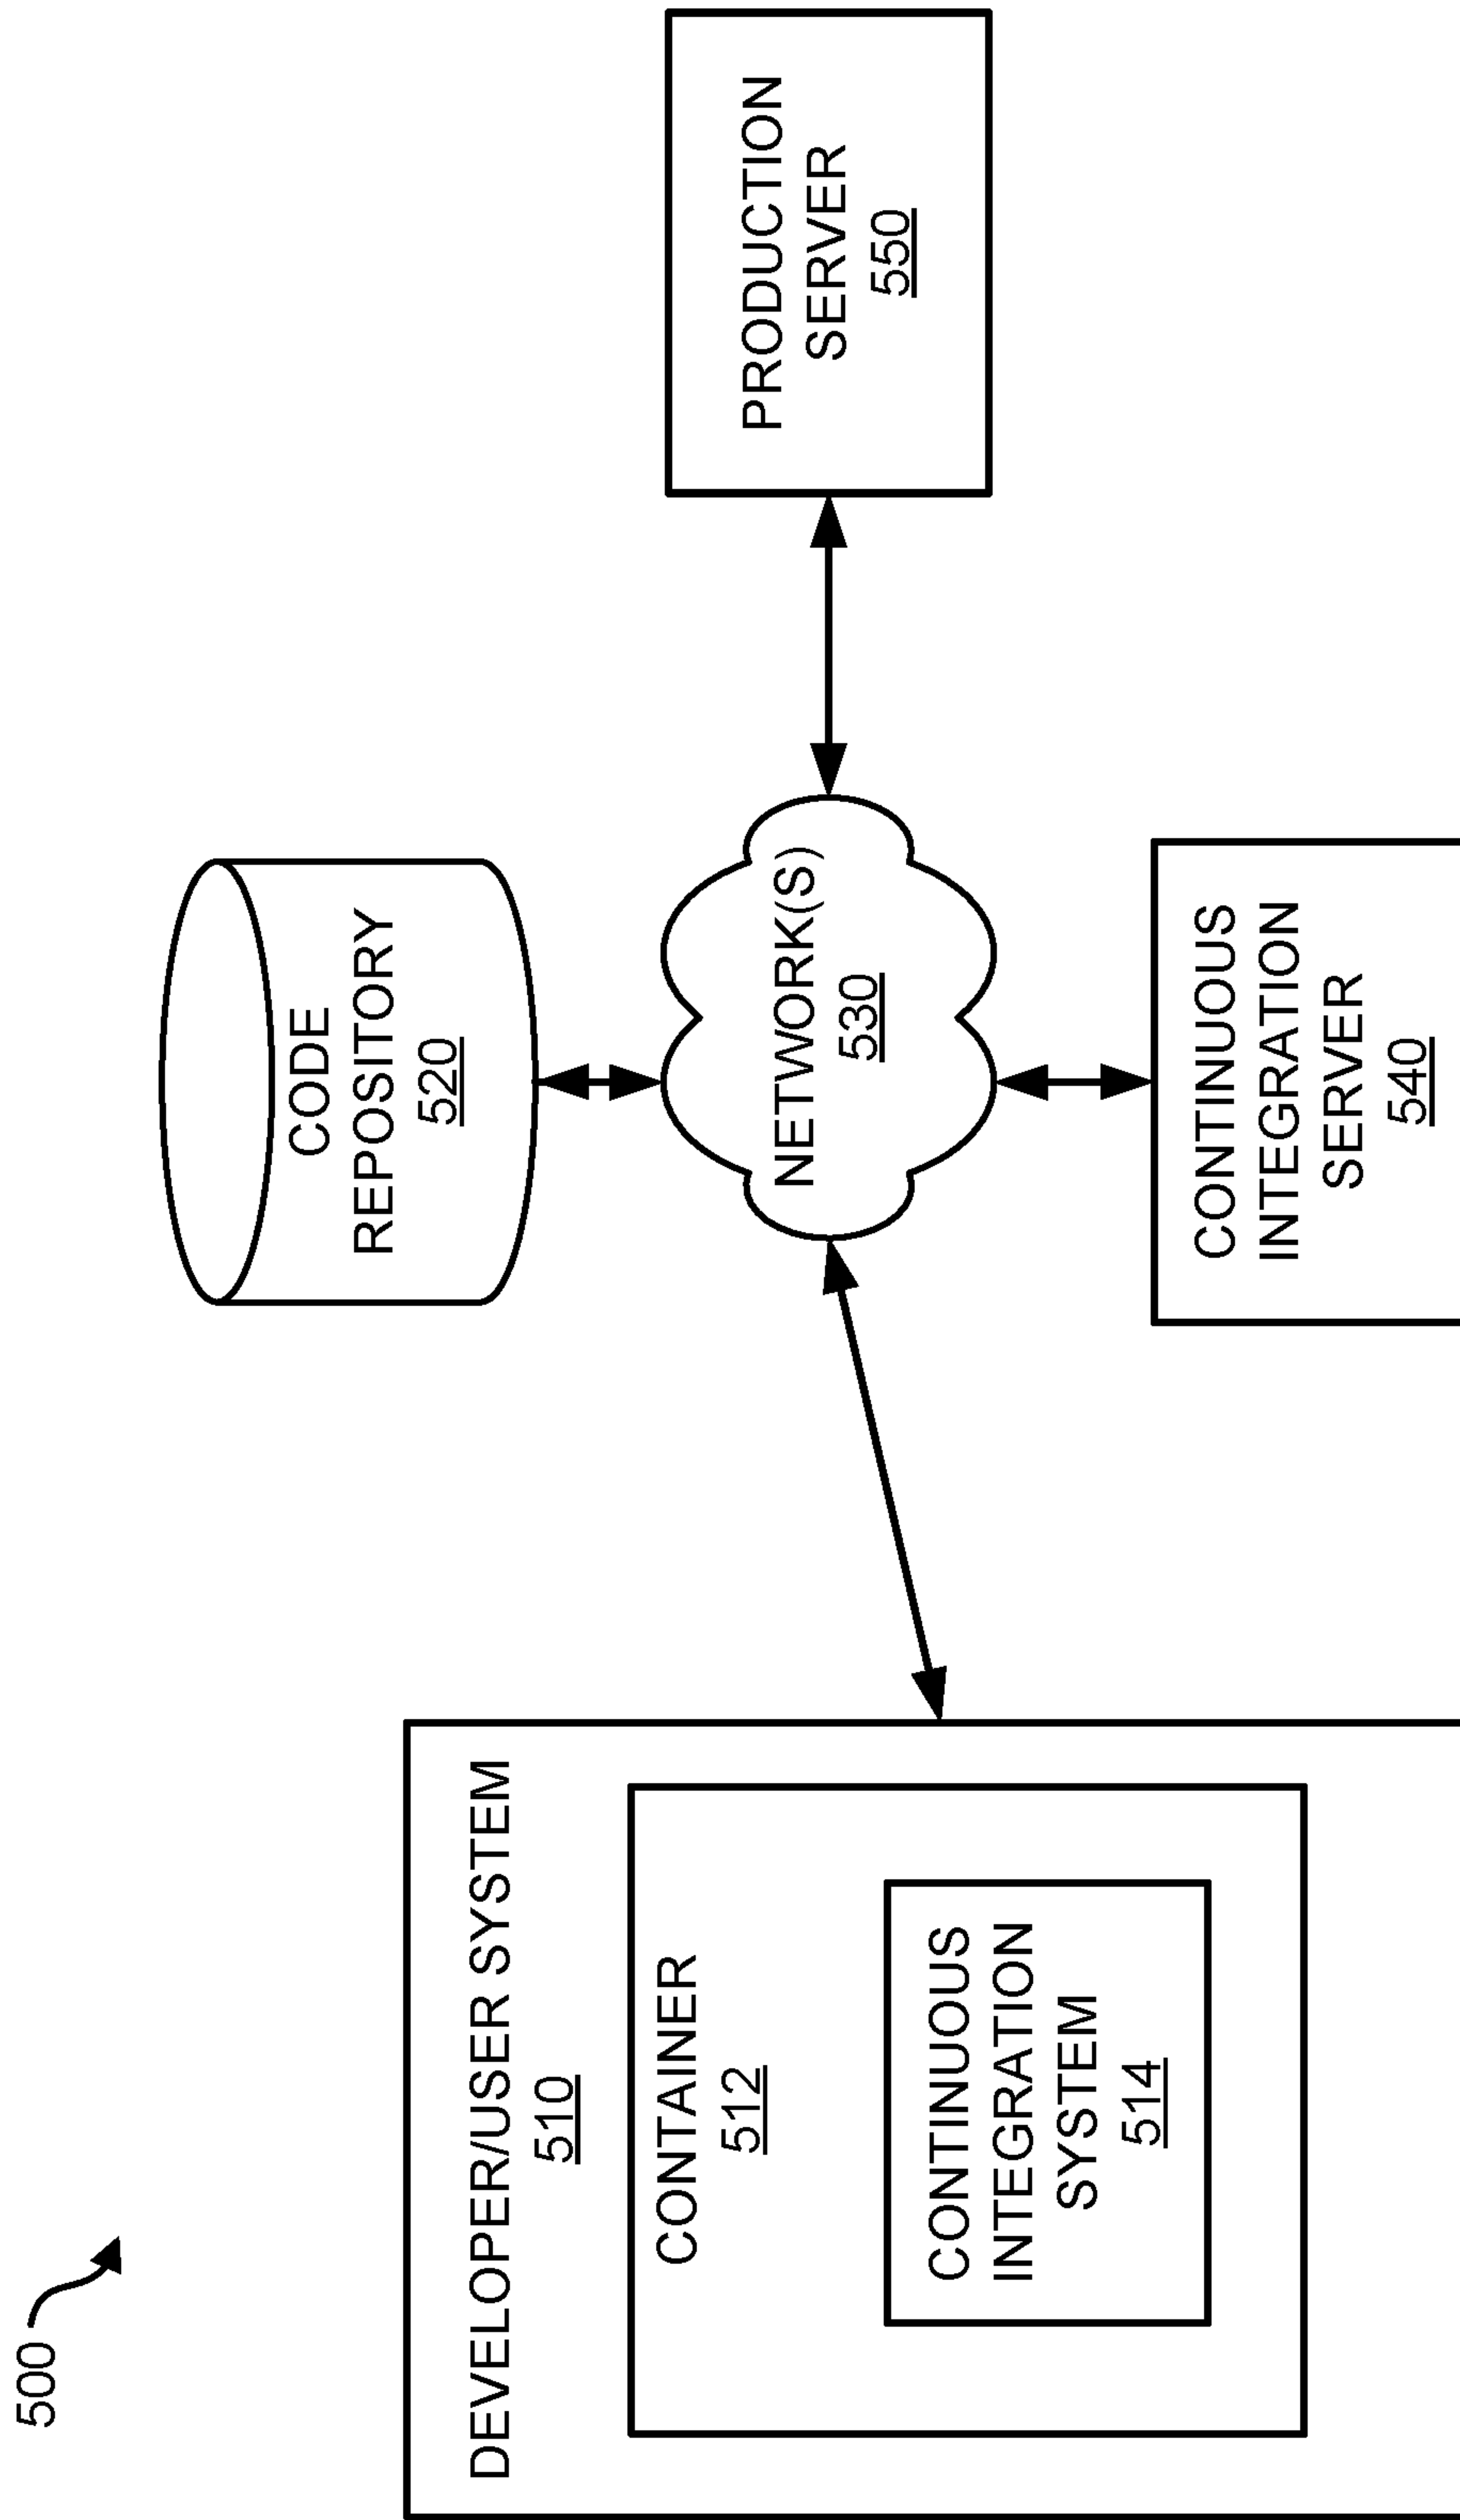 500
DEVELOPER/USER SYSTEM
510
CONTAINER
512
CONTINUOUS
INTEGRATION
SYSTEM
514
CODE
REPOSITORY
520
NETWORK(S)
530
CONTINUOUS
INTEGRATION
SERVER
540
PRODUCTION
SERVER
550